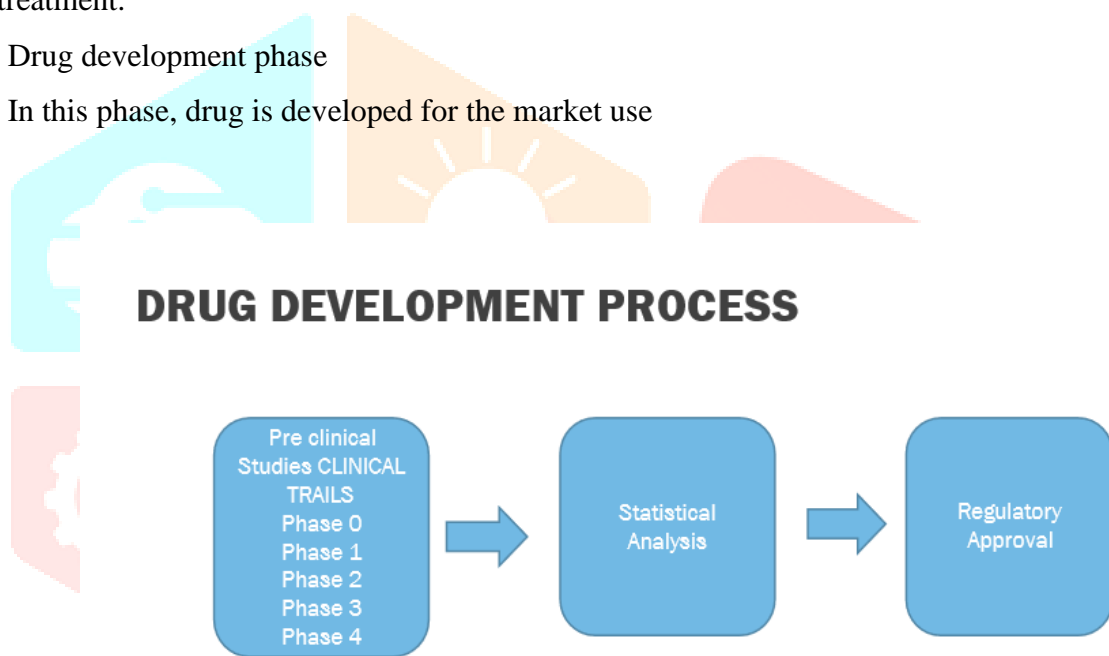 treatment.
Drug development phase
In this phase, drug is developed for the market use
DRUG DEVELOPMENT PROCESS
Pre clinical
Studies CLINICAL
TRAILS
Phase 0
Phase 1
Phase 2
Phase 3
Phase 4
Statistical
Analysis
Regulatory
Approval